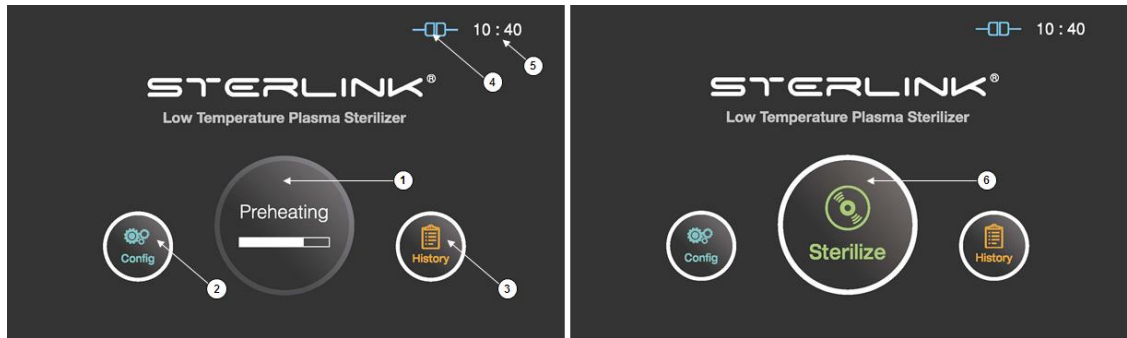 10 : 40
4
5
STERLINK®
Low Temperature Plasma Sterilizer
1
Preheating
Config
History
2
3
10 : 40
STERLINK®
Low Temperature Plasma Sterilizer
6
Sterilize
Config
History